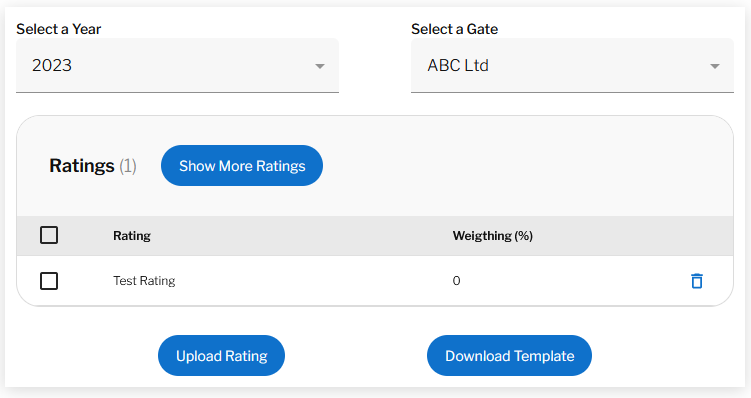 Select a Year
Select a Gate
2023
ABC Ltd
Ratings (1)
Show More Ratings
Rating
Weigthing (%)
Test Rating
0
Upload Rating
Download Template